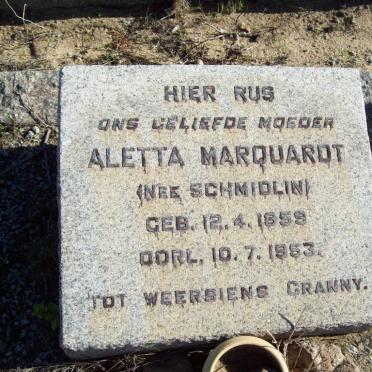 HIER RUS
ONS GELIEFDE MOEDER
ALETTA MARQUARDT
(NEE SCHMIDLIN)
GEB. 12.4.1859
OORL. 10.7.1953.
TOT WEERSIENS GRANNY.